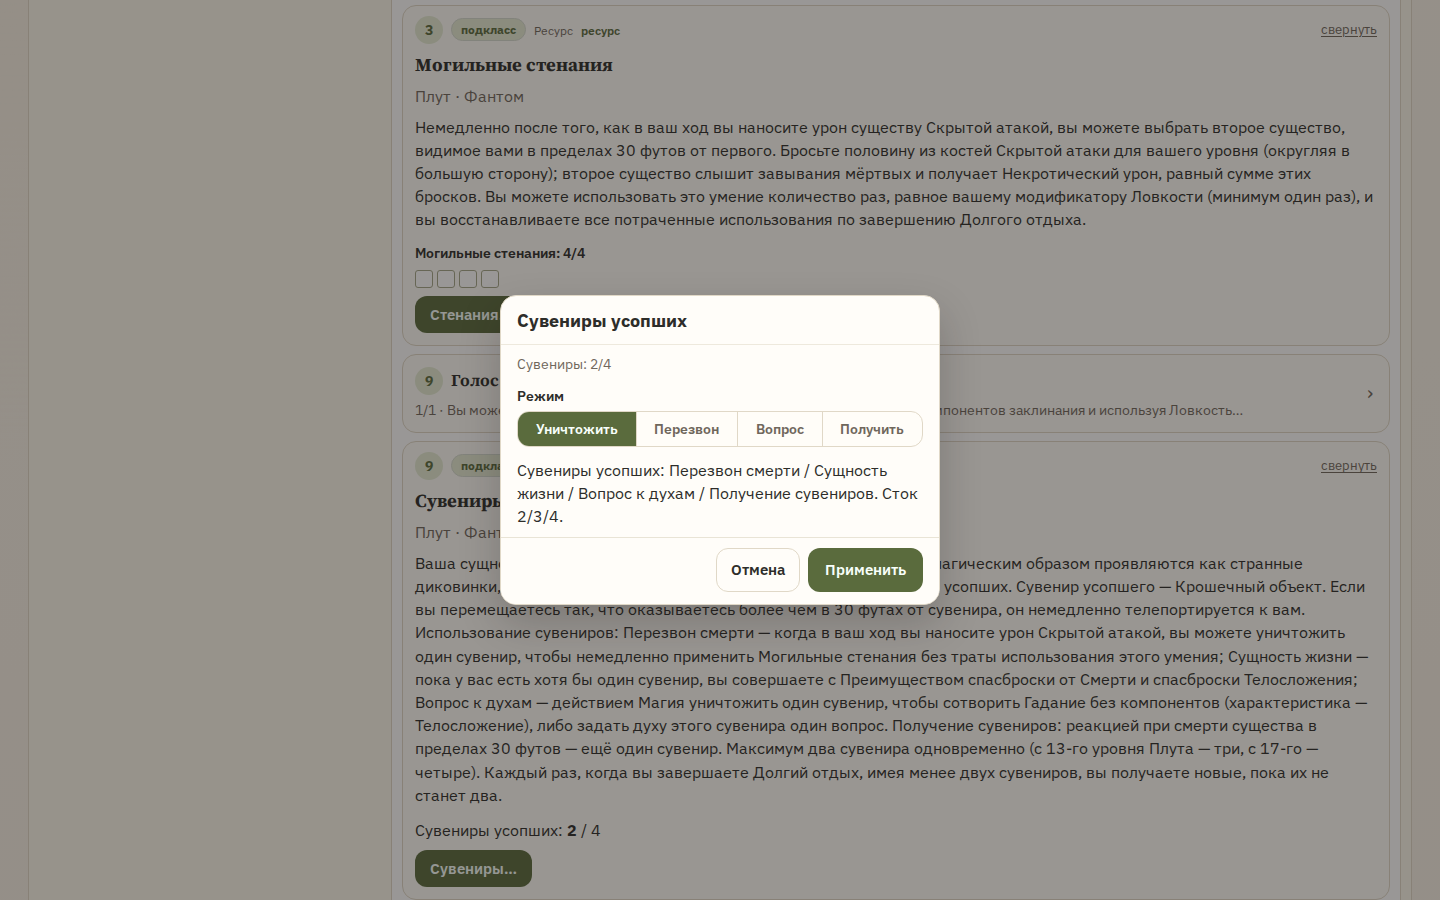 3 подкласс Ресурс ресурс свернуть
Могильные стенания
Плут · Фантом
Немедленно после того, как в ваш ход вы наносите урон существу Скрытой атакой, вы можете выбрать второе существо,
видимое вами в пределах 30 футов от первого. Бросьте половину из костей Скрытой атаки для вашего уровня (округляя в
большую сторону); второе существо слышит завывания мёртвых и получает Некротический урон, равный сумме этих
бросков. Вы можете использовать это умение количество раз, равное вашему модификатору Ловкости (минимум один раз), и
вы восстанавливаете все потраченные использования по завершению Долгого отдыха.
Могильные стенания: 4/4
Стенания
Сувениры усопших
Сувениры: 2/4
Режим
Уничтожить Перезвон Вопрос Получить
Сувениры усопших: Перезвон смерти / Сущность
жизни / Вопрос к духам / Получение сувениров. Сток
2/3/4.
Отмена Применить
9 Голос ›
1/1 · Вы компонентов заклинания и используя Ловкость...
9 свернуть
Сувениры
Плут ·
Ваша магическим образом проявляются как странные
диковинки, усопших. Сувенир усопшего — Крошечный объект. Если
вы перемещаетесь так, что оказываетесь более чем в 30 футах от сувенира, он немедленно телепортируется к вам.
Использование сувениров: Перезвон смерти — когда в ваш ход вы наносите урон Скрытой атакой, вы можете уничтожить
один сувенир, чтобы немедленно применить Могильные стенания без траты использования этого умения; Сущность жизни —
пока у вас есть хотя бы один сувенир, вы совершаете с Преимуществом спасброски от Смерти и спасброски Телосложения;
Вопрос к духам — действием Магия уничтожить один сувенир, чтобы сотворить Гадание без компонентов (характеристика —
Телосложение), либо задать духу этого сувенира один вопрос. Получение сувениров: реакцией при смерти существа в
пределах 30 футов — ещё один сувенир. Максимум два сувенира одновременно (с 13-го уровня Плута — три, с 17-го —
четыре). Каждый раз, когда вы завершаете Долгий отдых, имея менее двух сувениров, вы получаете новые, пока их не
станет два.
Сувениры усопших: 2 / 4
Сувениры...